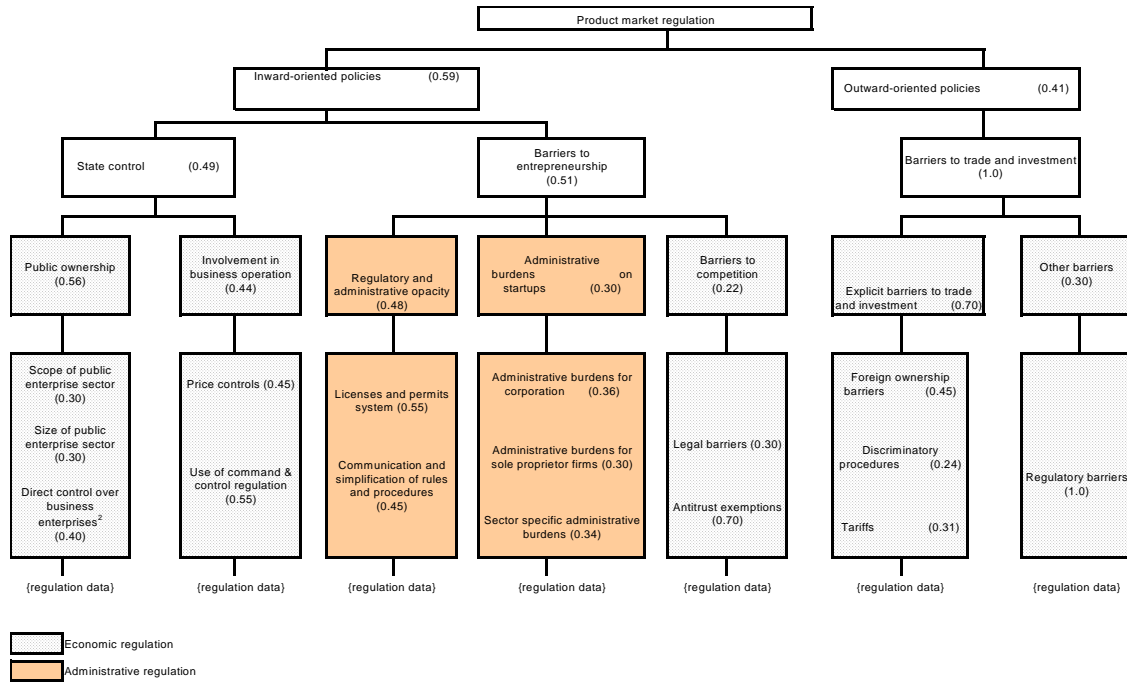 Product market regulation
Inward-oriented policies (0.59)
Outward-oriented policies (0.41)
State control (0.49)
Barriers to
entrepreneurship
(0.51)
Barriers to trade and investment
(1.0)
Public ownership
(0.56)
Involvement in
business operation
(0.44)
Regulatory and
administrative opacity
(0.48)
Administrative
burdens on
startups (0.30)
Barriers to
competition
(0.22)
Explicit barriers to trade
and investment (0.70)
Other barriers
(0.30)
Scope of public
enterprise sector
(0.30)
Size of public
enterprise sector
(0.30)
Direct control over
business
enterprises²
(0.40)
Price controls (0.45)
Use of command &
control regulation
(0.55)
Licenses and permits
system (0.55)
Communication and
simplification of rules
and procedures
(0.45)
Administrative burdens for
corporation (0.36)
Administrative burdens for
sole proprietor firms (0.30)
Sector specific administrative
burdens (0.34)
Legal barriers (0.30)
Antitrust exemptions
(0.70)
Foreign ownership
barriers (0.45)
Discriminatory
procedures (0.24)
Tariffs (0.31)
Regulatory barriers
(1.0)
{regulation data}
{regulation data}
{regulation data}
{regulation data}
{regulation data}
{regulation data}
{regulation data}
Economic regulation
Administrative regulation